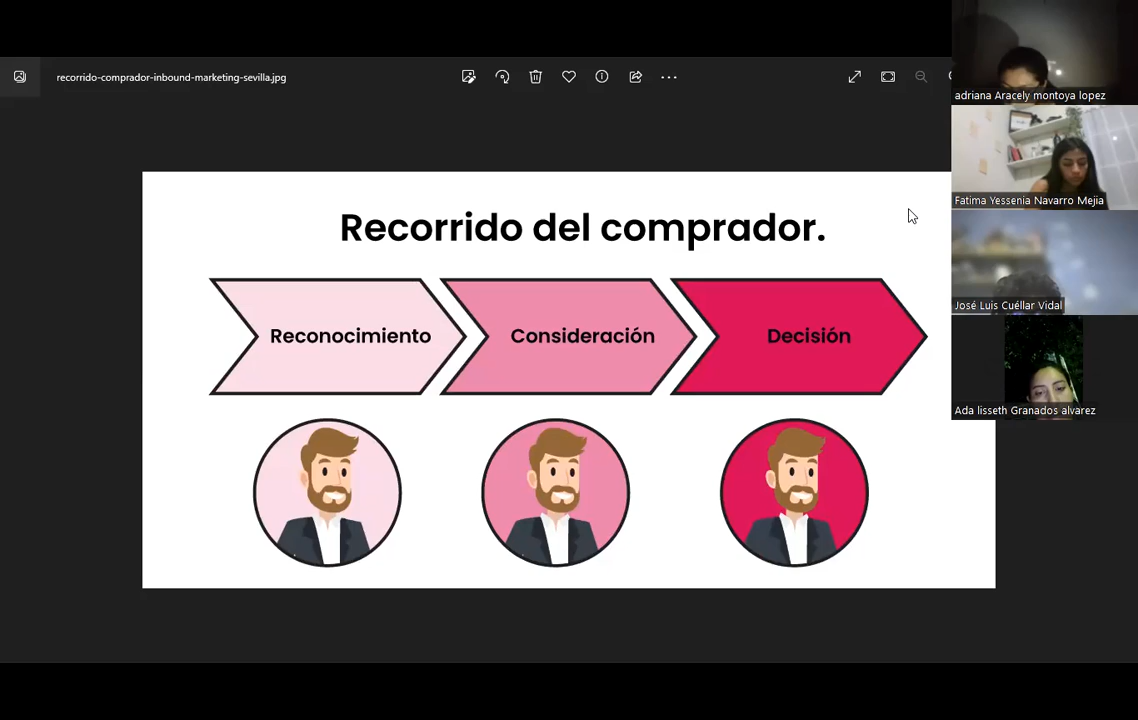 recorrido-comprador-inbound-marketing-sevilla.jpg
Recorrido del comprador.
Reconocimiento
Consideración
Decisión
adriana Aracely montoya lopez
Fatima Yessenia Navarro Mejia
José Luis Cuéllar Vidal
Ada lisseth Granados alvarez